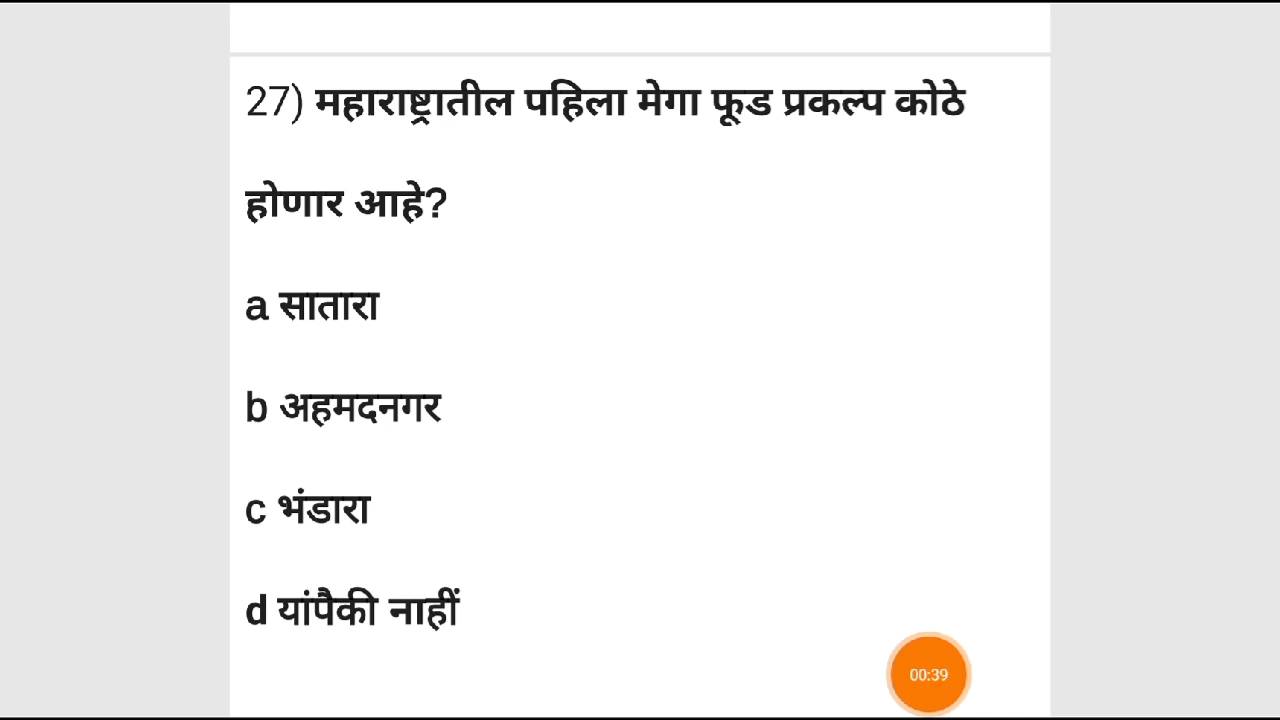 27) महाराष्ट्रातील पहिला मेगा फूड प्रकल्प कोठे
होणार आहे?
a सातारा
b अहमदनगर
c भंडारा
d यांपैकी नाहीं
00:39